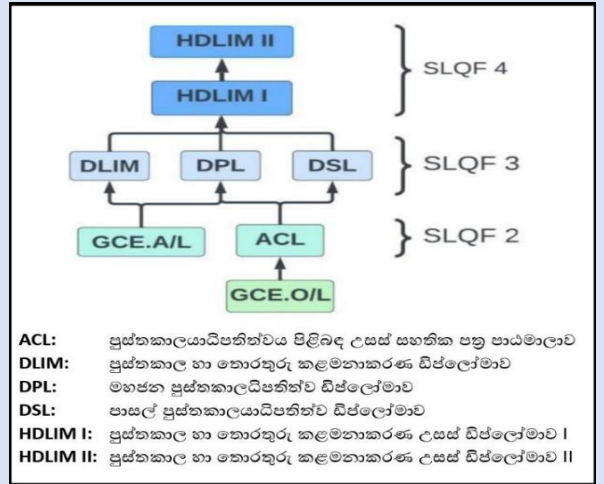 HDLIM II
SLQF 4
HDLIM I
DLIM DPL DSL SLQF 3
GCE.A/L ACL SLQF 2
GCE.O/L
ACL: පුස්තකාලයාධිපතිත්වය පිළිබඳ උසස් සහතික පත්‍ර පාඨමාලාව
DLIM: පුස්තකාල හා තොරතුරු කළමනාකරණ ඩිප්ලෝමාව
DPL: මහජන පුස්තකාලධිපතිත්ව ඩිප්ලෝමාව
DSL: පාසල් පුස්තකාලයාධිපතිත්ව ඩිප්ලෝමාව
HDLIM I: පුස්තකාල හා තොරතුරු කළමනාකරණ උසස් ඩිප්ලෝමාව I
HDLIM II: පුස්තකාල හා තොරතුරු කළමනාකරණ උසස් ඩිප්ලෝමාව II